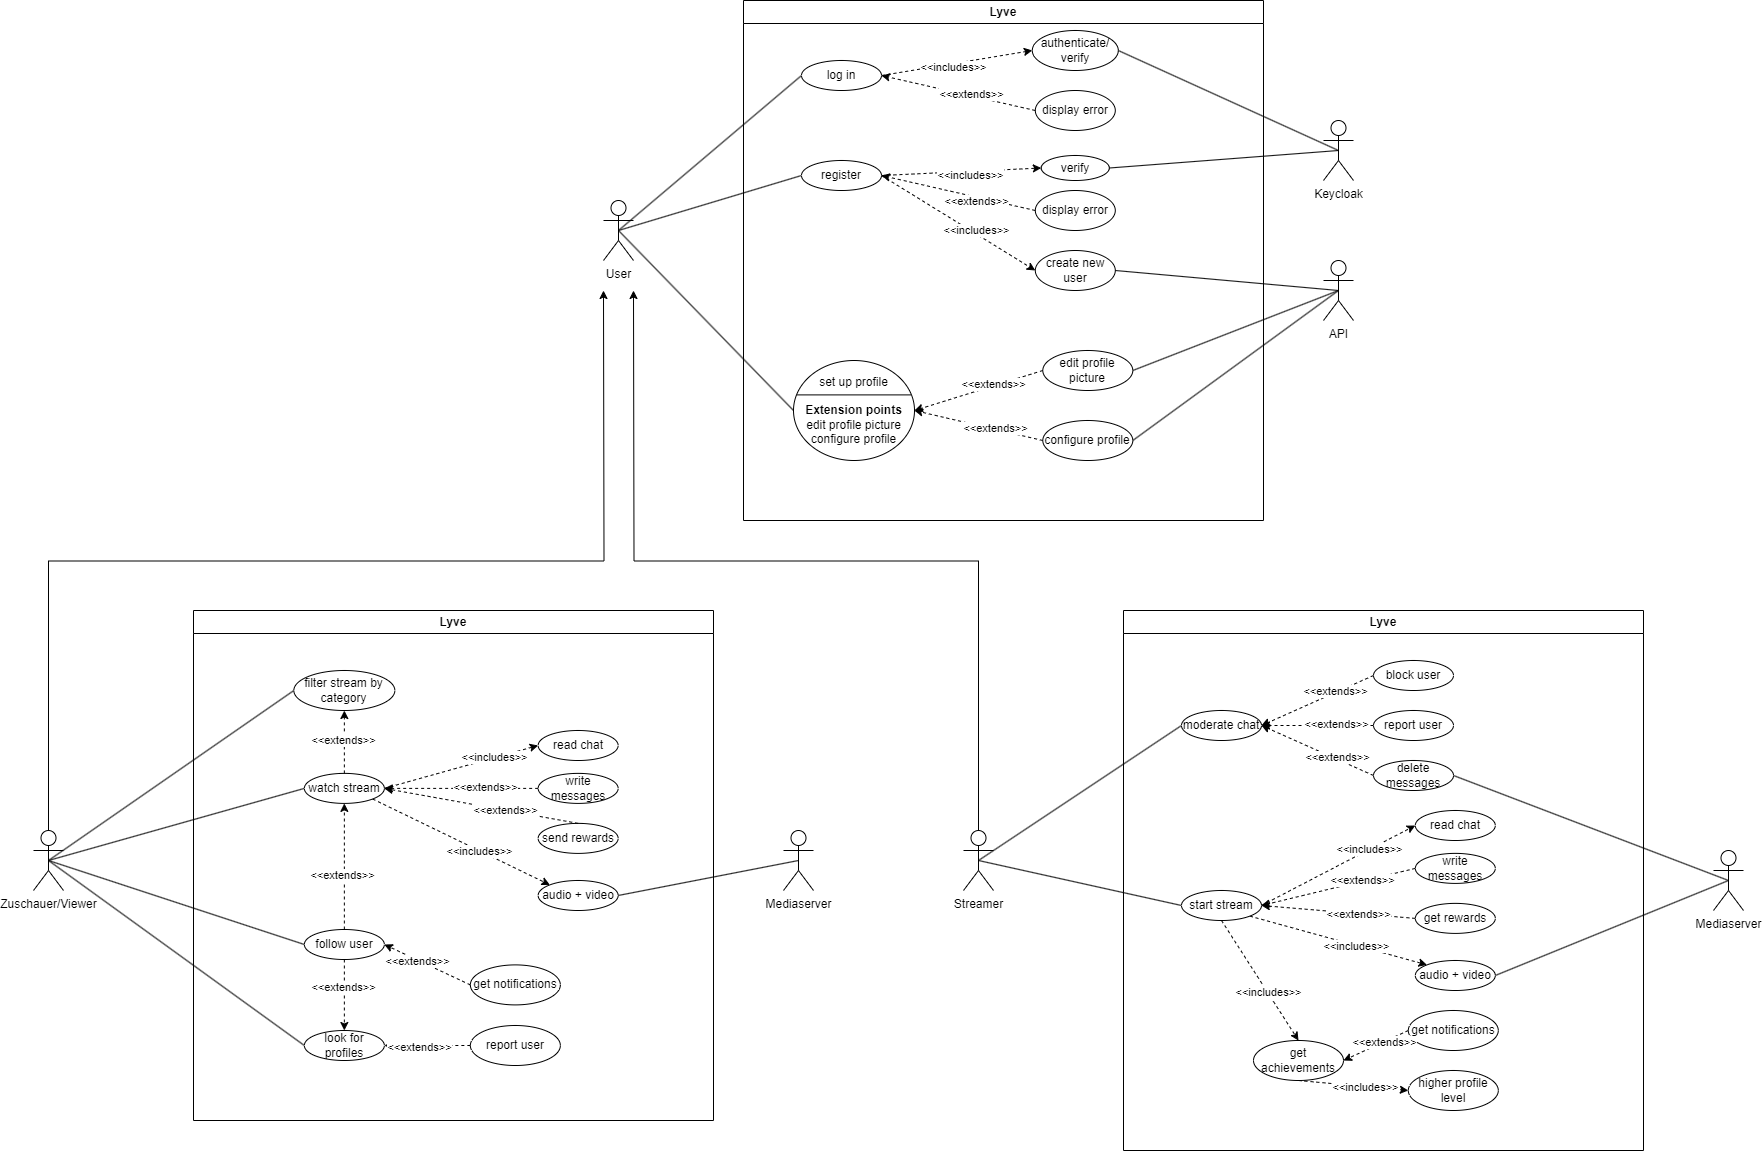 Lyve
authenticate/
verify
log in
<<includes>>
<<extends>>
display error
register
<<includes>>
verify
<<extends>>
display error
<<includes>>
create new
user
User
Keycloak
API
set up profile
Extension points
edit profile picture
configure profile
<<extends>>
edit profile
picture
<<extends>>
configure profile
Lyve
filter stream by
category
<<extends>>
watch stream
<<includes>>
read chat
<<extends>>
write
messages
<<extends>>
send rewards
<<includes>>
audio + video
<<extends>>
follow user
<<extends>>
get notifications
<<extends>>
look for
profiles
<<extends>>
report user
Zuschauer/Viewer
Mediaserver
Streamer
Lyve
moderate chat
<<extends>>
block user
<<extends>>
report user
<<extends>>
delete
messages
start stream
<<includes>>
read chat
<<extends>>
write
messages
<<extends>>
get rewards
<<includes>>
audio + video
<<includes>>
get
achievements
<<extends>>
get notifications
<<includes>>
higher profile
level
Mediaserver